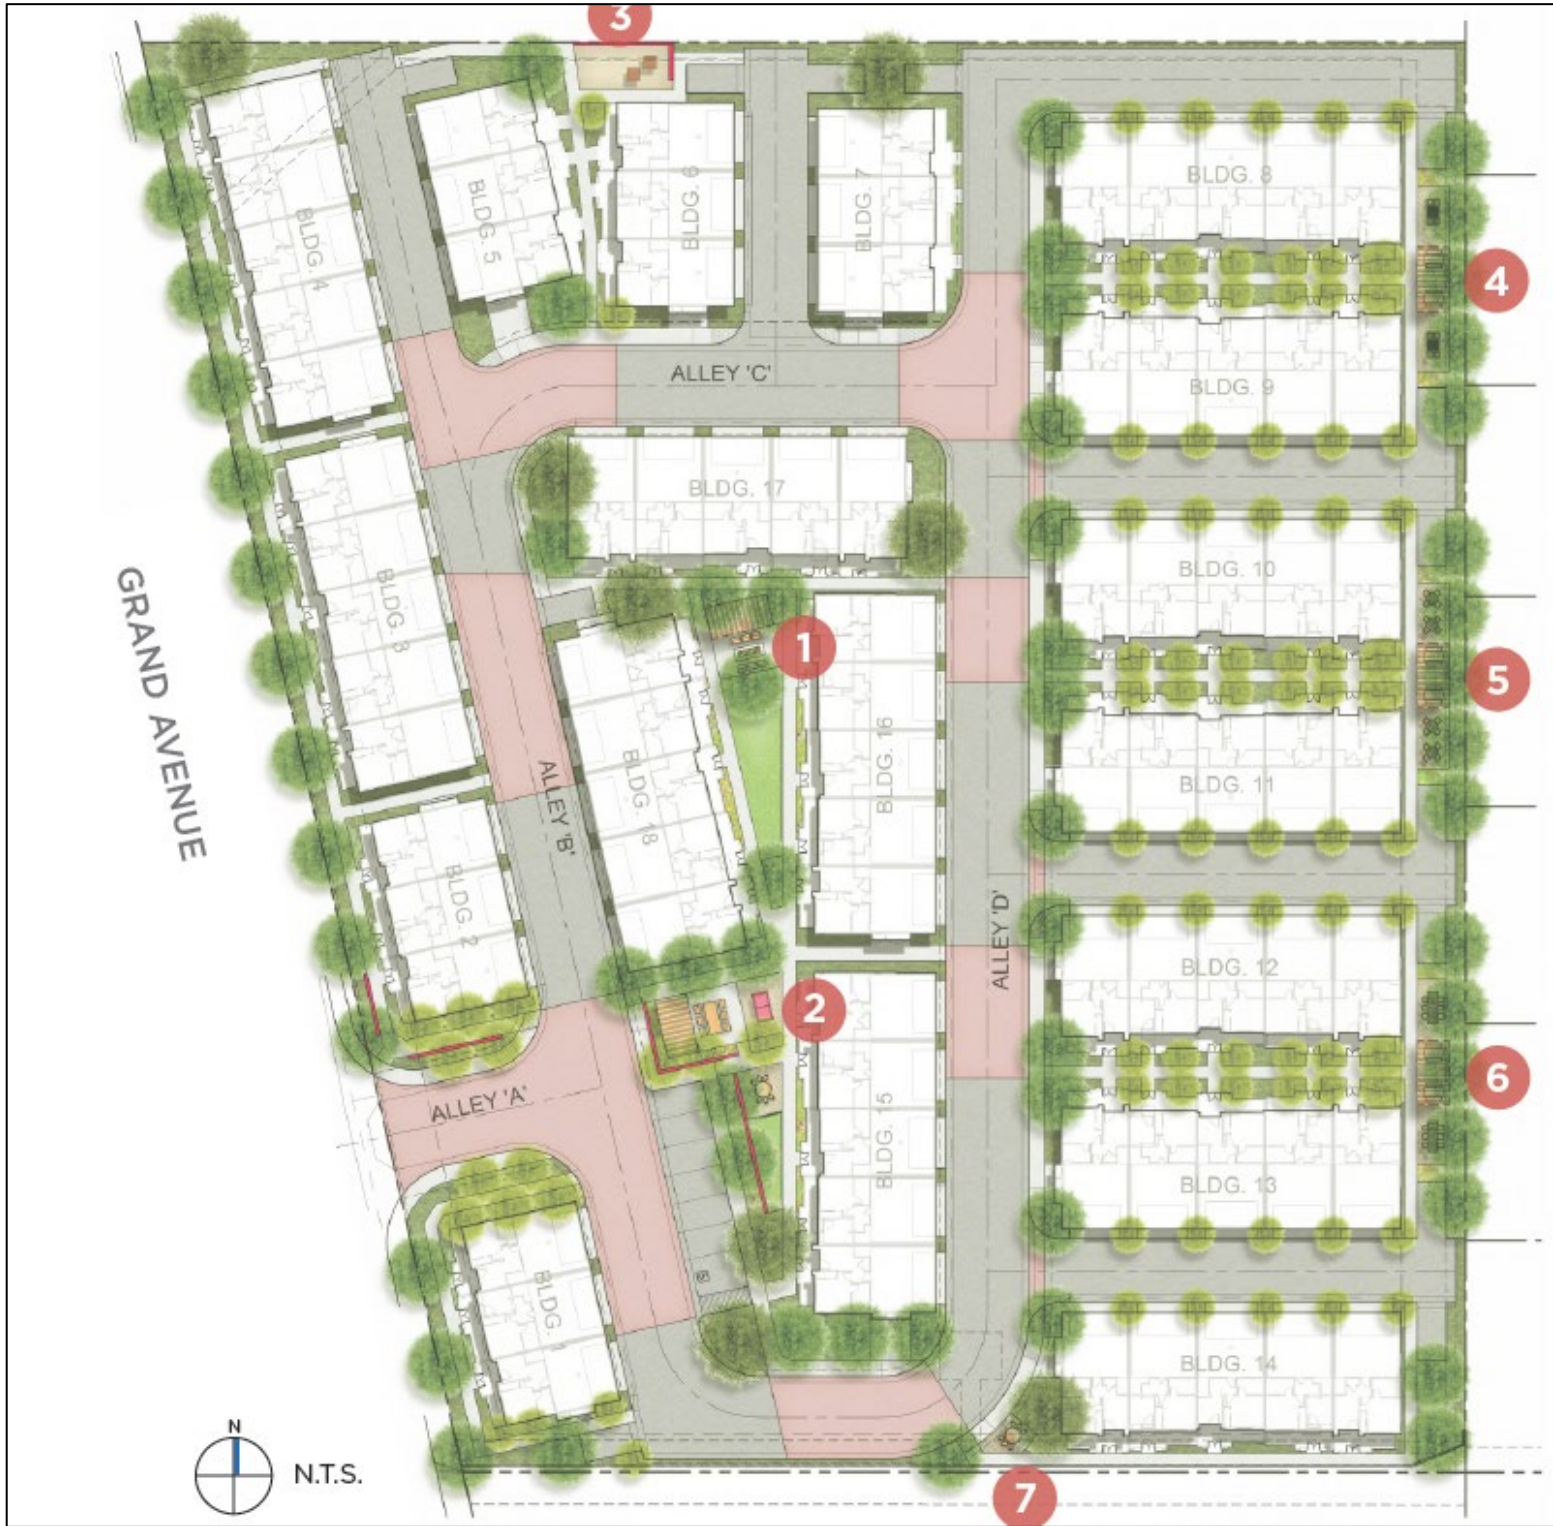 3
BLDG. 4
BLDG. 5
BLDG. 6
BLDG. 7
BLDG. 8
4
ALLEY 'C'
BLDG. 9
BLDG. 17
BLDG. 3
BLDG. 10
GRAND AVENUE
1
5
BLDG. 18
BLDG. 16
BLDG. 11
ALLEY 'B'
BLDG. 2
ALLEY 'D'
BLDG. 12
2
ALLEY 'A'
BLDG. 15
6
BLDG. 13
BLDG. 1
BLDG. 14
N
N.T.S.
7